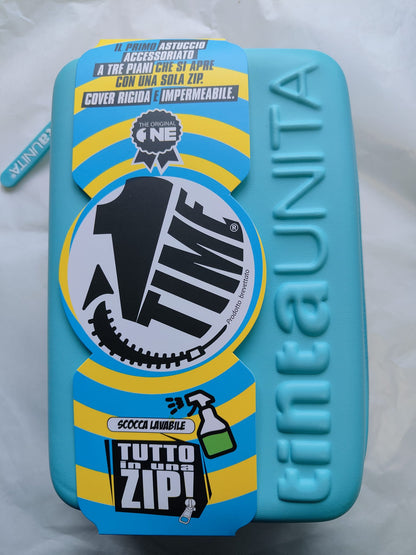 IL PRIMO ASTUCCIO
ACCESSORIATO
A TRE PIANI CHE SI APRE
CON UNA SOLA ZIP.
COVER RIGIDA E IMPERMEABILE.
THE ORIGINAL
ONE
1
TIME®
Prodotto brevettato
SCOCCA LAVABILE
TUTTO
in una
ZIP!
tintaUNITA
taUNITA